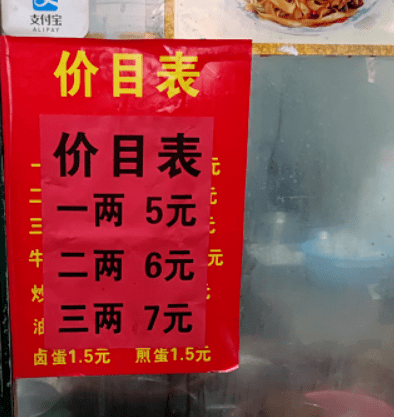 支付宝
ALIPAY
价目表
价目表
一两 5元
二两 6元
三两 7元
卤蛋1.5元 煎蛋1.5元